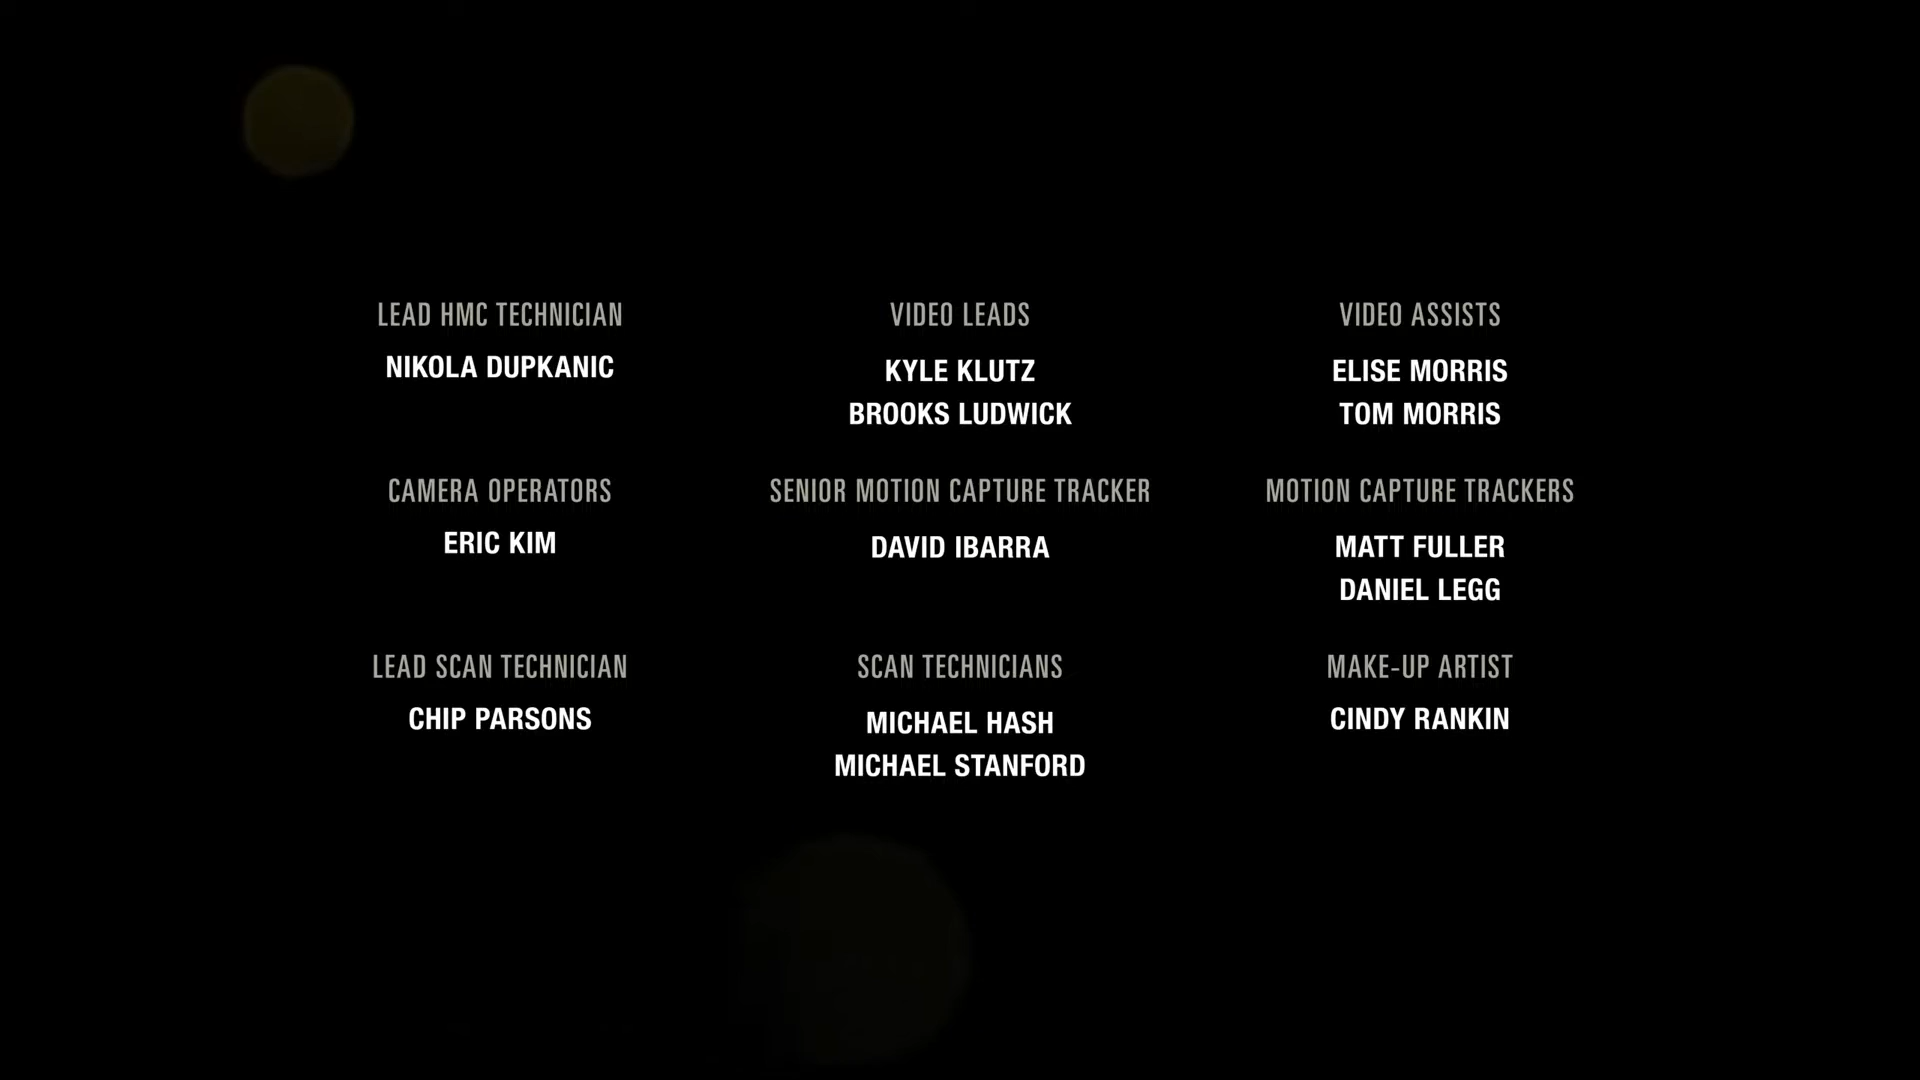 LEAD HMC TECHNICIAN
NIKOLA DUPKANIC
VIDEO LEADS
KYLE KLUTZ
BROOKS LUDWICK
VIDEO ASSISTS
ELISE MORRIS
TOM MORRIS
CAMERA OPERATORS
ERIC KIM
SENIOR MOTION CAPTURE TRACKER
DAVID IBARRA
MOTION CAPTURE TRACKERS
MATT FULLER
DANIEL LEGG
LEAD SCAN TECHNICIAN
CHIP PARSONS
SCAN TECHNICIANS
MICHAEL HASH
MICHAEL STANFORD
MAKE-UP ARTIST
CINDY RANKIN